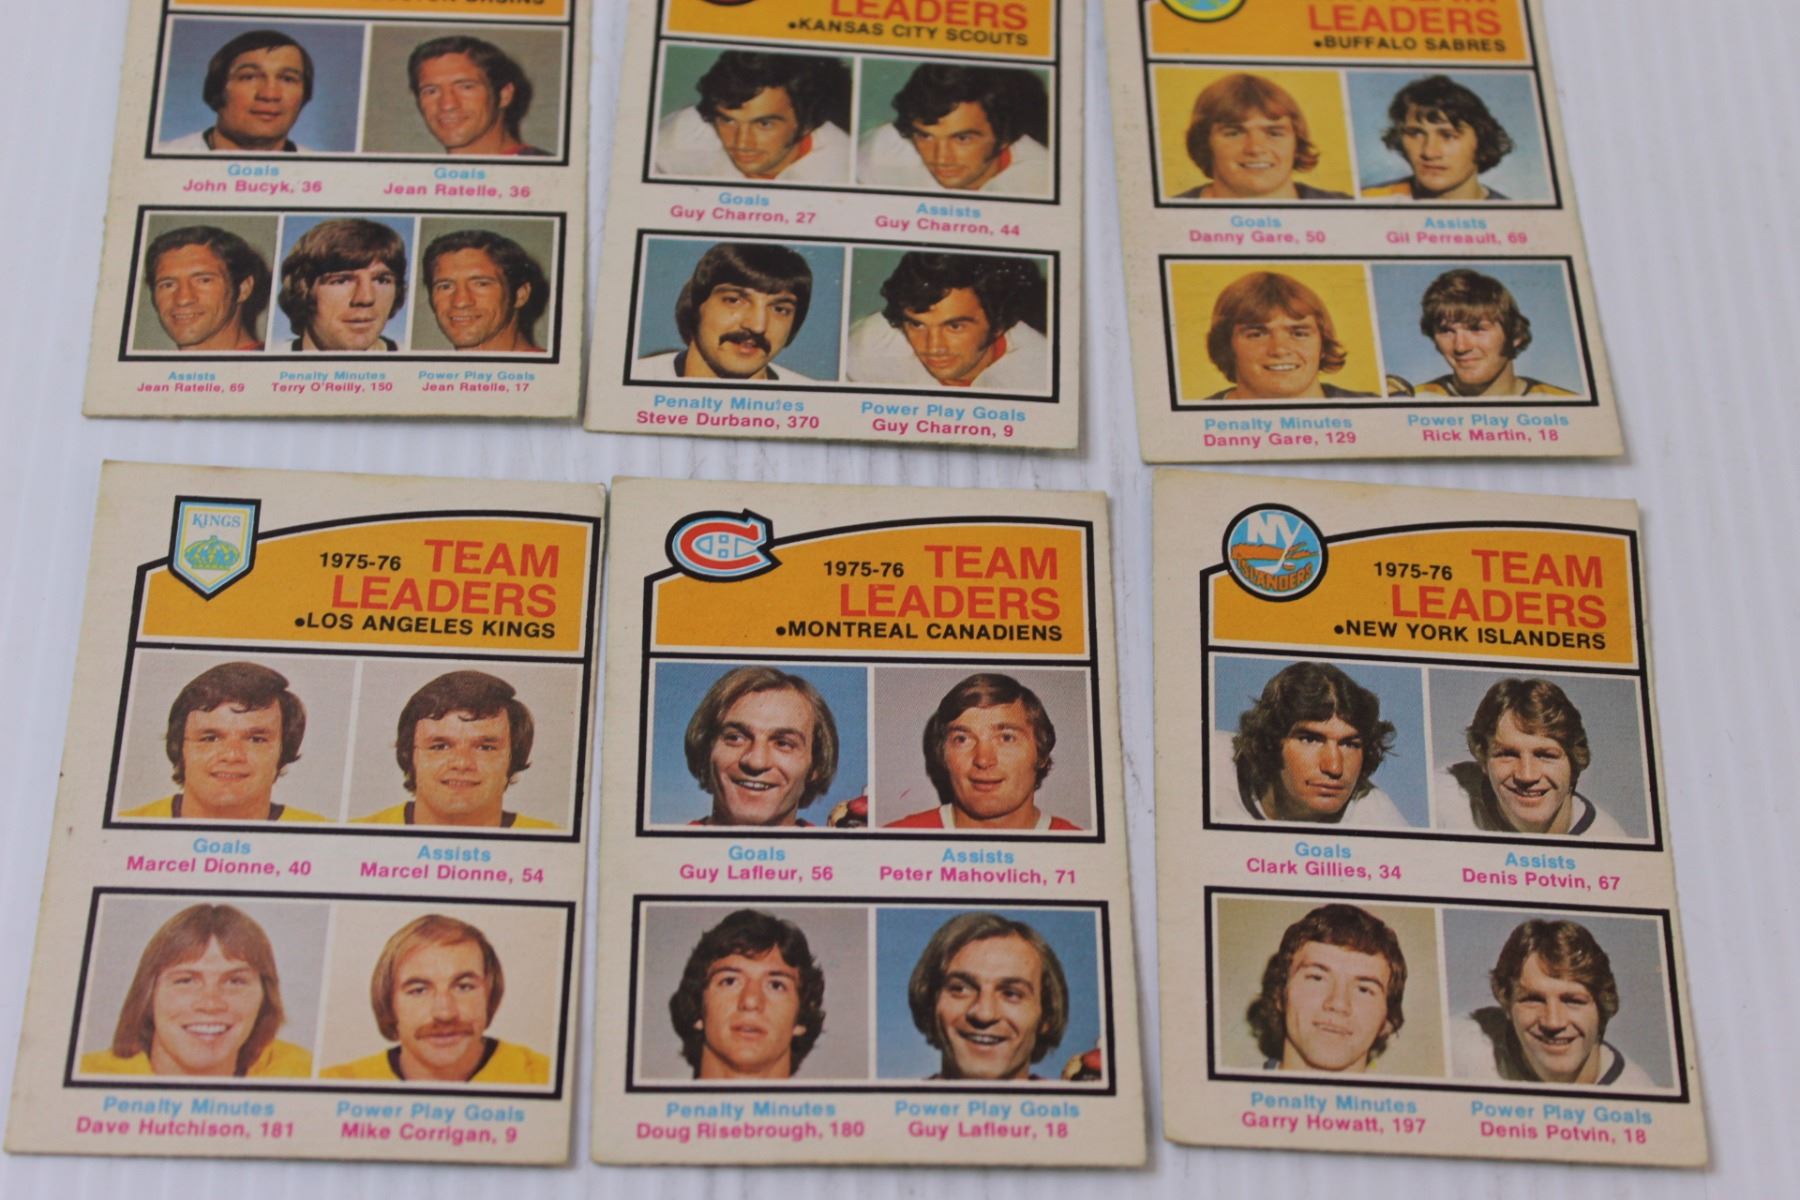 LEADERS
•KANSAS CITY SCOUTS
LEADERS
•BUFFALO SABRES
Goals
John Bucyk, 36
Goals
Jean Ratelle, 36
Assists
Jean Ratelle, 69
Penalty Minutes
Terry O'Reilly, 150
Power Play Goals
Jean Ratelle, 17
Goals
Guy Charron, 27
Assists
Guy Charron, 44
Penalty Minutes
Steve Durbano, 370
Power Play Goals
Guy Charron, 9
Goals
Danny Gare, 50
Assists
Gil Perreault, 69
Penalty Minutes
Danny Gare, 129
Power Play Goals
Rick Martin, 18
KINGS
1975-76 TEAM
LEADERS
•LOS ANGELES KINGS
Goals
Marcel Dionne, 40
Assists
Marcel Dionne, 54
Penalty Minutes
Dave Hutchison, 181
Power Play Goals
Mike Corrigan, 9
CH
1975-76 TEAM
LEADERS
•MONTREAL CANADIENS
Goals
Guy Lafleur, 56
Assists
Peter Mahovlich, 71
Penalty Minutes
Doug Risebrough, 180
Power Play Goals
Guy Lafleur, 18
NY
ISLANDERS
1975-76 TEAM
LEADERS
•NEW YORK ISLANDERS
Goals
Clark Gillies, 34
Assists
Denis Potvin, 67
Penalty Minutes
Garry Howatt, 197
Power Play Goals
Denis Potvin, 18